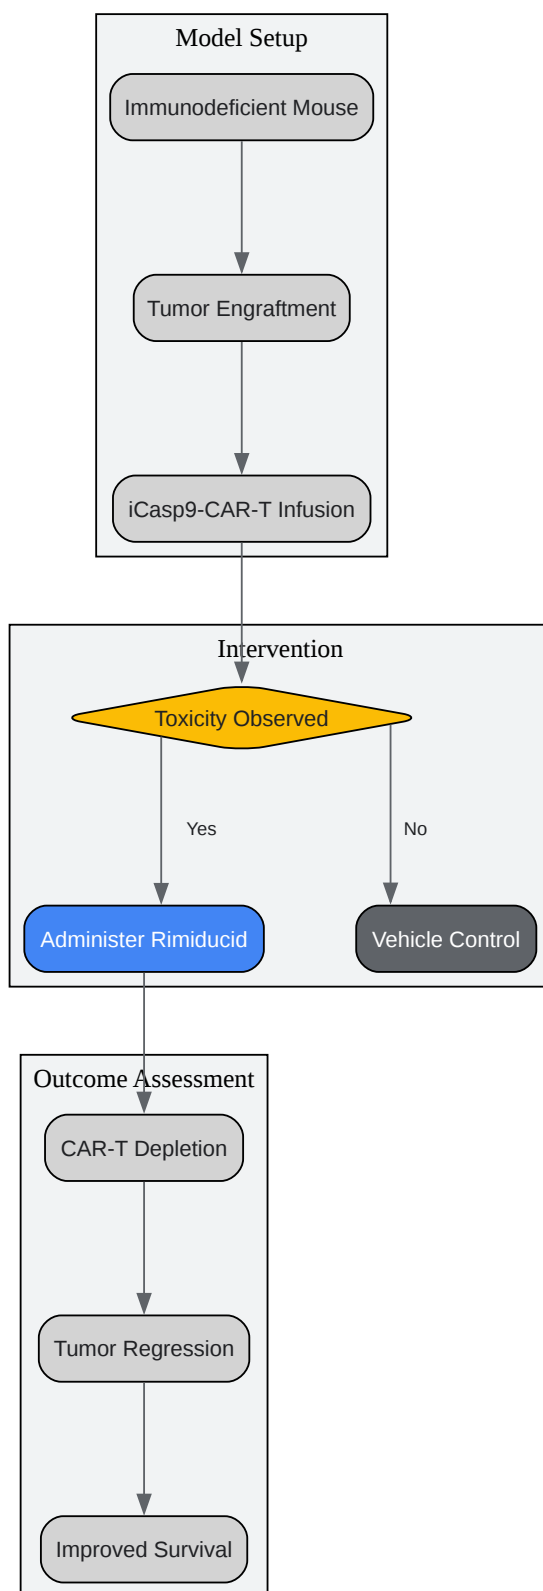 Model Setup
Immunodeficient Mouse
Tumor Engraftment
iCasp9-CAR-T Infusion
Intervention
Toxicity Observed
Yes
No
Administer Rimiducid
Vehicle Control
Outcome Assessment
CAR-T Depletion
Tumor Regression
Improved Survival